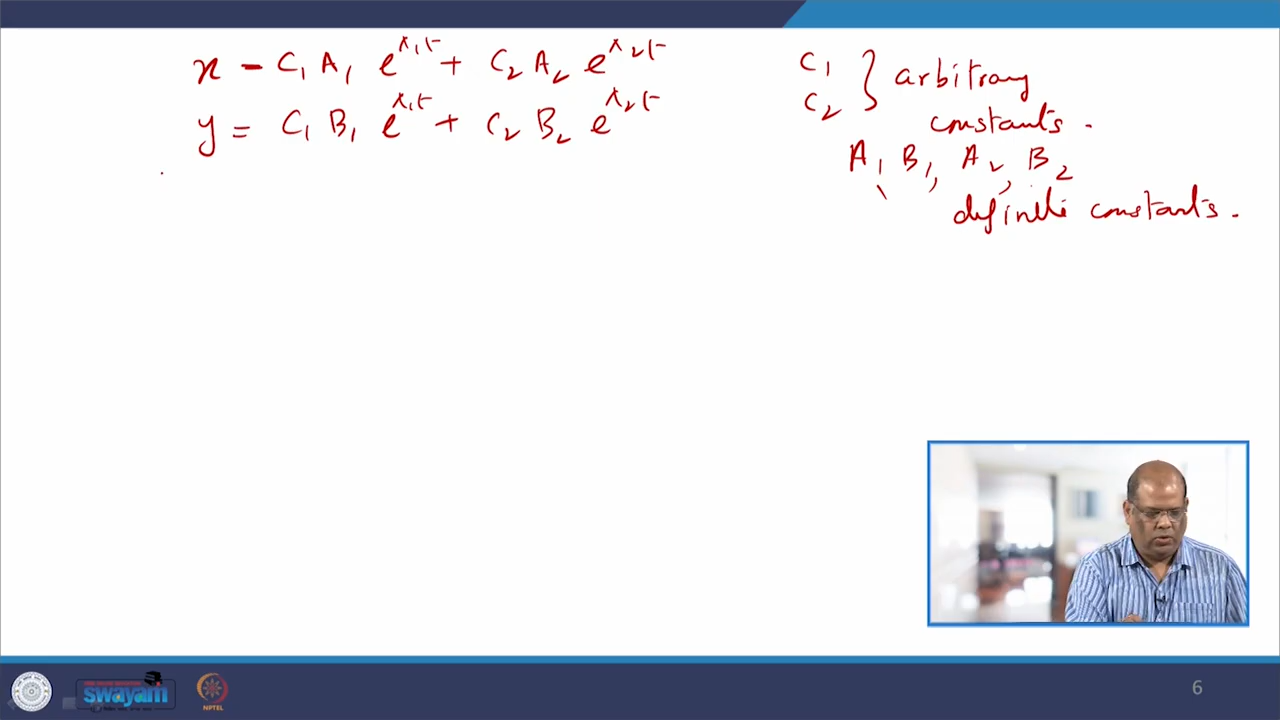 x = C₁ A₁ e^{λ₁t} + C₂ A₂ e^{λ₂t}
y = C₁ B₁ e^{λ₁t} + C₂ B₂ e^{λ₂t}
C₁
C₂ } arbitrary
constants.
A₁, B₁, A₂, B₂
definite constants.
swayam
NPTEL
6